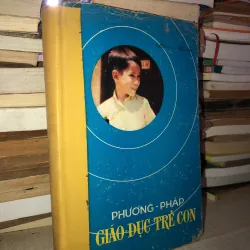 PHƯƠNG - PHÁP
GIÁO DỤC TRẺ CON